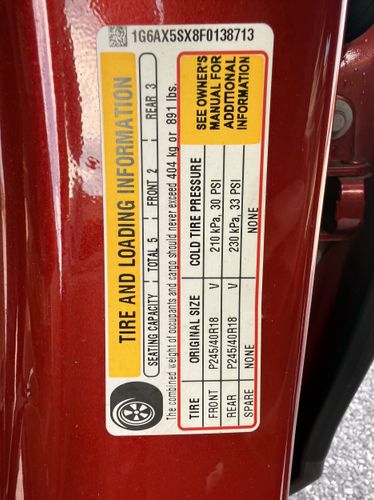 1G6AX5SX8F0138713
TIRE AND LOADING INFORMATION
SEATING CAPACITY | TOTAL 5 | FRONT 2 | REAR 3
The combined weight of occupants and cargo should never exceed 404 kg or 891 lbs.
TIRE ORIGINAL SIZE COLD TIRE PRESSURE
FRONT P245/40R18 V 210 kPa, 30 PSI
REAR P245/40R18 V 230 kPa, 33 PSI
SPARE NONE NONE
SEE OWNER'S
MANUAL FOR
ADDITIONAL
INFORMATION